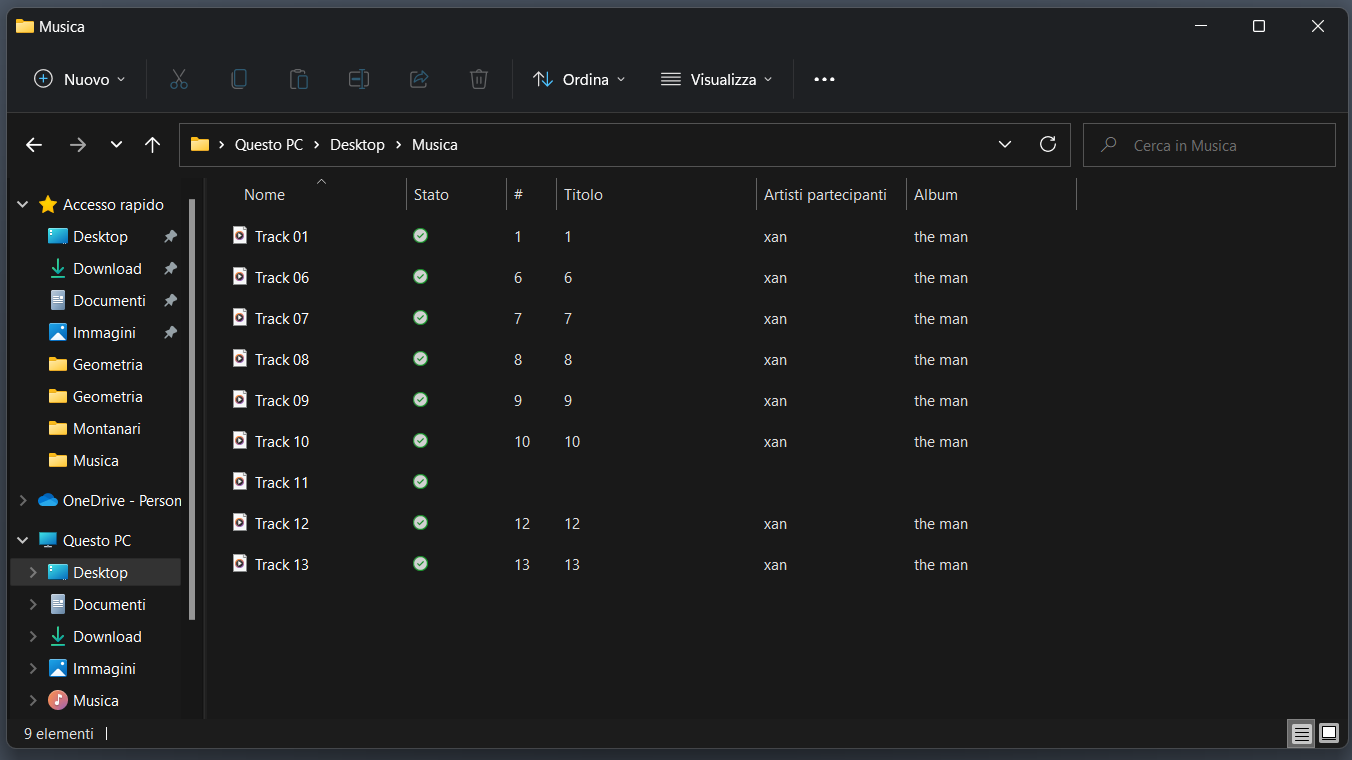 Musica
Nuovo Ordina Visualizza
Questo PC Desktop Musica Cerca in Musica
Nome Stato # Titolo Artisti partecipanti Album
Accesso rapido
Desktop
Download
Documenti
Immagini
Geometria
Geometria
Montanari
Musica
OneDrive - Person
Questo PC
Desktop
Documenti
Download
Immagini
Musica
Track 01 1 1 xan the man
Track 06 6 6 xan the man
Track 07 7 7 xan the man
Track 08 8 8 xan the man
Track 09 9 9 xan the man
Track 10 10 10 xan the man
Track 11
Track 12 12 12 xan the man
Track 13 13 13 xan the man
9 elementi